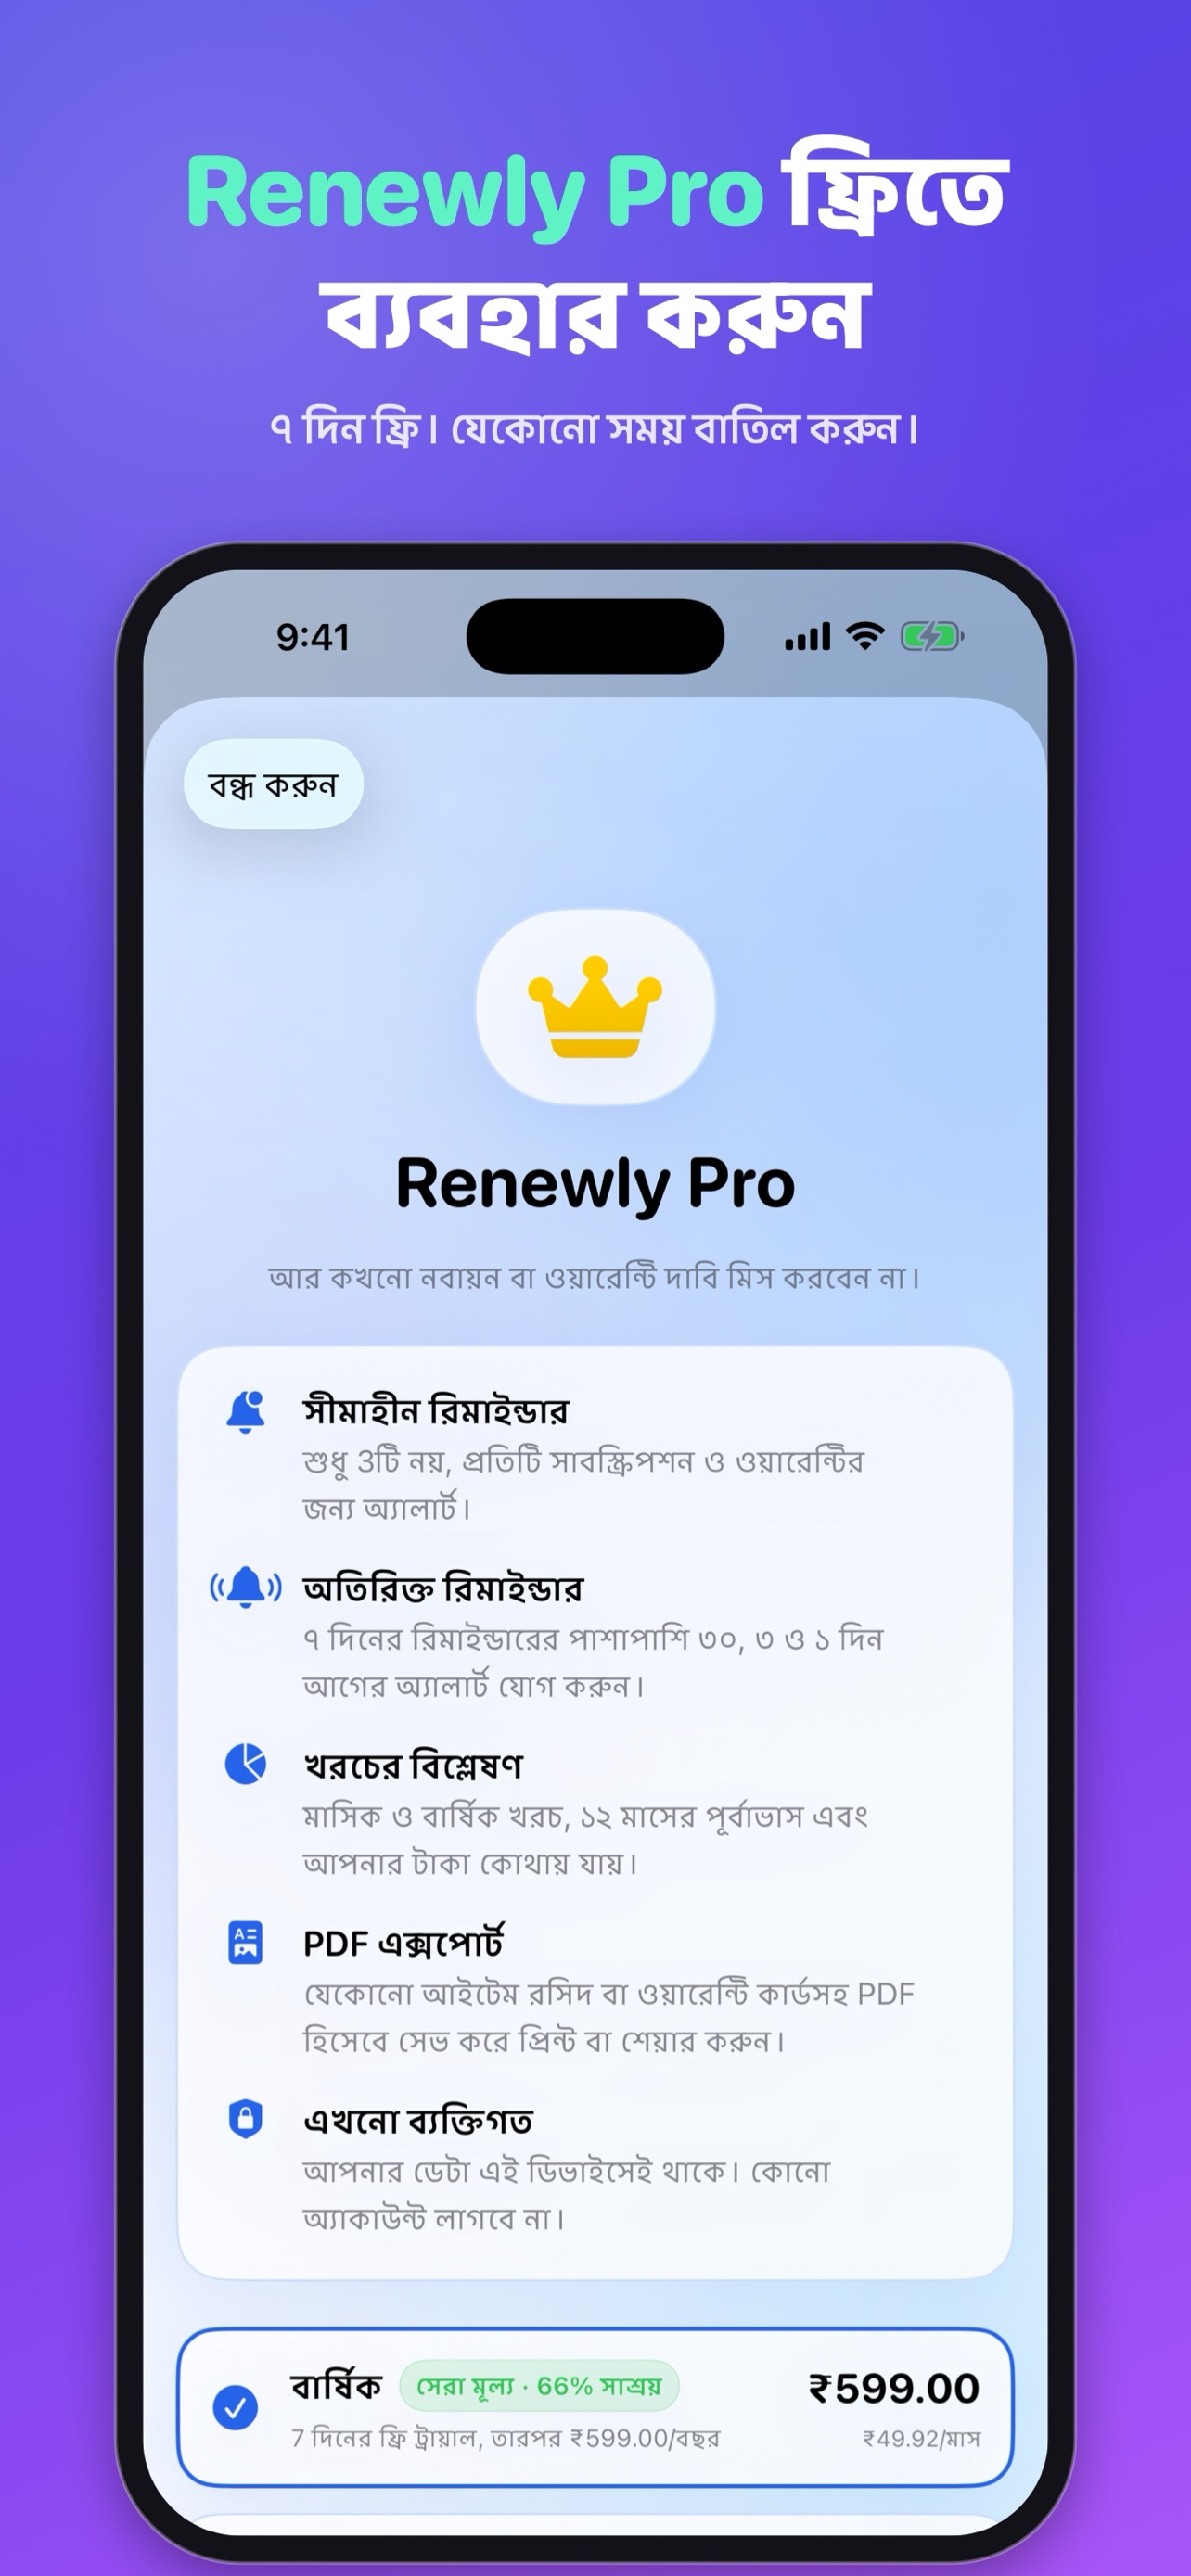 Renewly Pro ফ্রিতে
ব্যবহার করুন
৭ দিন ফ্রি। যেকোনো সময় বাতিল করুন।
9:41
বন্ধ করুন
Renewly Pro
আর কখনো নবায়ন বা ওয়ারেন্টি দাবি মিস করবেন না।
সীমাহীন রিমাইন্ডার
শুধু 3টি নয়, প্রতিটি সাবস্ক্রিপশন ও ওয়ারেন্টির
জন্য অ্যালার্ট।
অতিরিক্ত রিমাইন্ডার
৭ দিনের রিমাইন্ডারের পাশাপাশি ৩০, ৩ ও ১ দিন
আগের অ্যালার্ট যোগ করুন।
খরচের বিশ্লেষণ
মাসিক ও বার্ষিক খরচ, ১২ মাসের পূর্বাভাস এবং
আপনার টাকা কোথায় যায়।
PDF এক্সপোর্ট
যেকোনো আইটেম রসিদ বা ওয়ারেন্টি কার্ডসহ PDF
হিসেবে সেভ করে প্রিন্ট বা শেয়ার করুন।
এখনো ব্যক্তিগত
আপনার ডেটা এই ডিভাইসেই থাকে। কোনো
অ্যাকাউন্ট লাগবে না।
বার্ষিক সেরা মূল্য · 66% সাশ্রয় ₹599.00
7 দিনের ফ্রি ট্রায়াল, তারপর ₹599.00/বছর ₹49.92/মাস